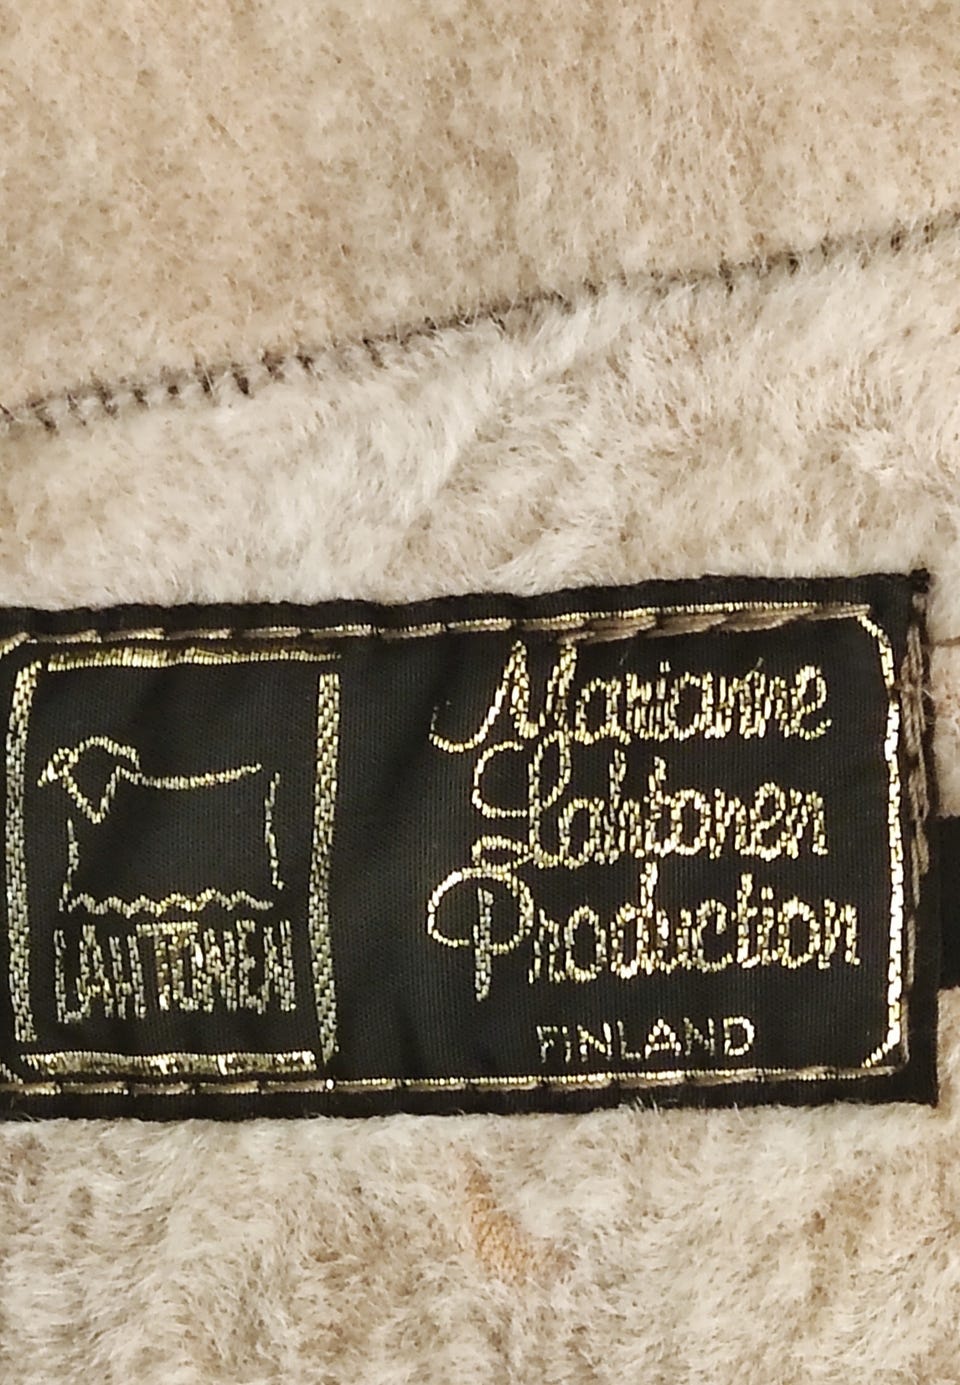 LAHTONEN
Marianne
Lahtonen
Production
FINLAND